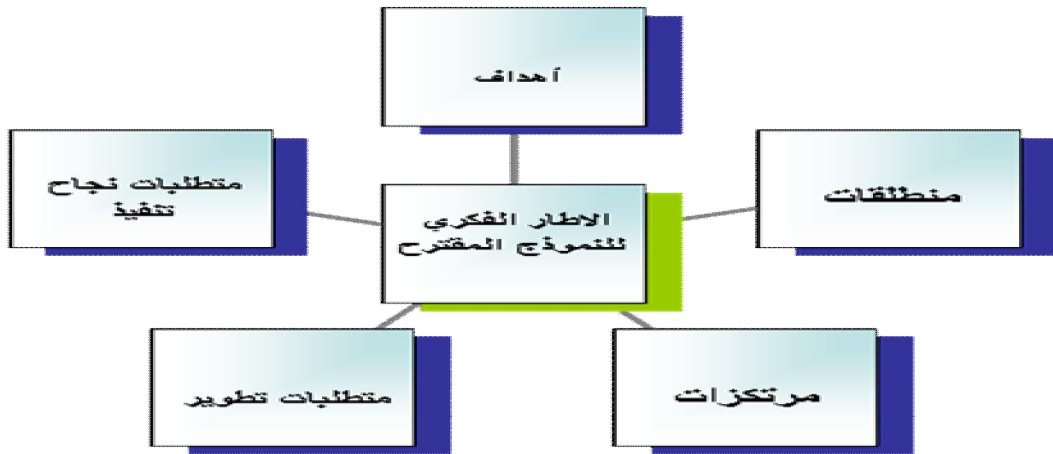 أهداف
منطلقات
متطلبات نجاح
تنفيذ
الاطار الفكري
للنموذج المقترح
مرتكزات
متطلبات تطوير